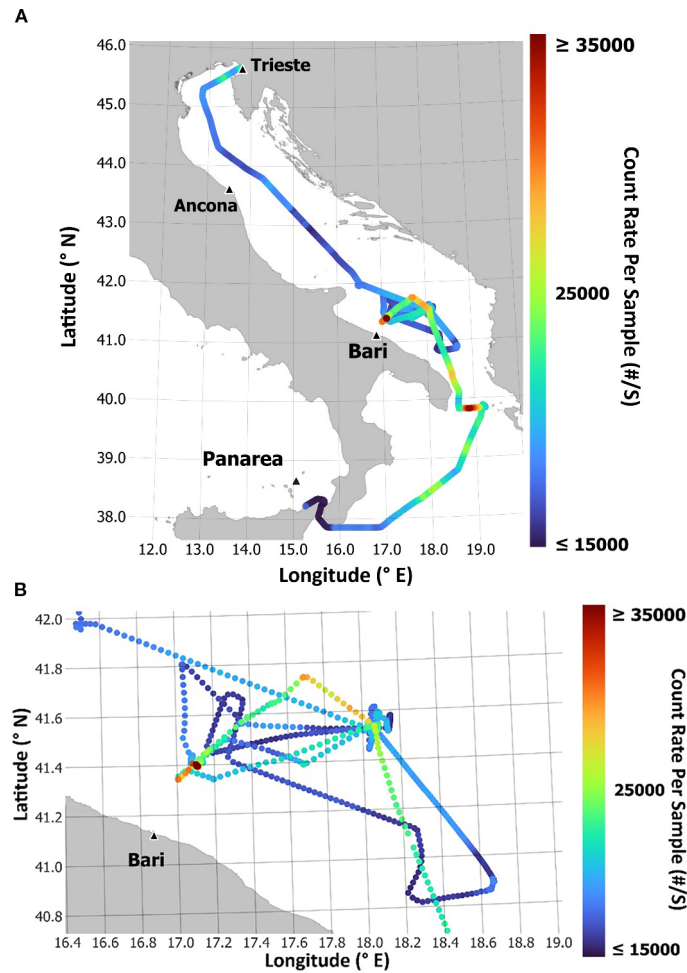 A
46.0
45.0
44.0
43.0
42.0
41.0
40.0
39.0
38.0
Latitude (° N)
Trieste
Ancona
Bari
Panarea
12.0 13.0 14.0 15.0 16.0 17.0 18.0 19.0
Longitude (° E)
≥ 35000
25000
≤ 15000
Count Rate Per Sample (#/S)
B
42.0
41.8
41.6
41.4
41.2
41.0
40.8
Latitude (° N)
Bari
16.4 16.6 16.8 17.0 17.2 17.4 17.6 17.8 18.0 18.2 18.4 18.6 18.8 19.0
Longitude (° E)
≥ 35000
25000
≤ 15000
Count Rate Per Sample (#/S)